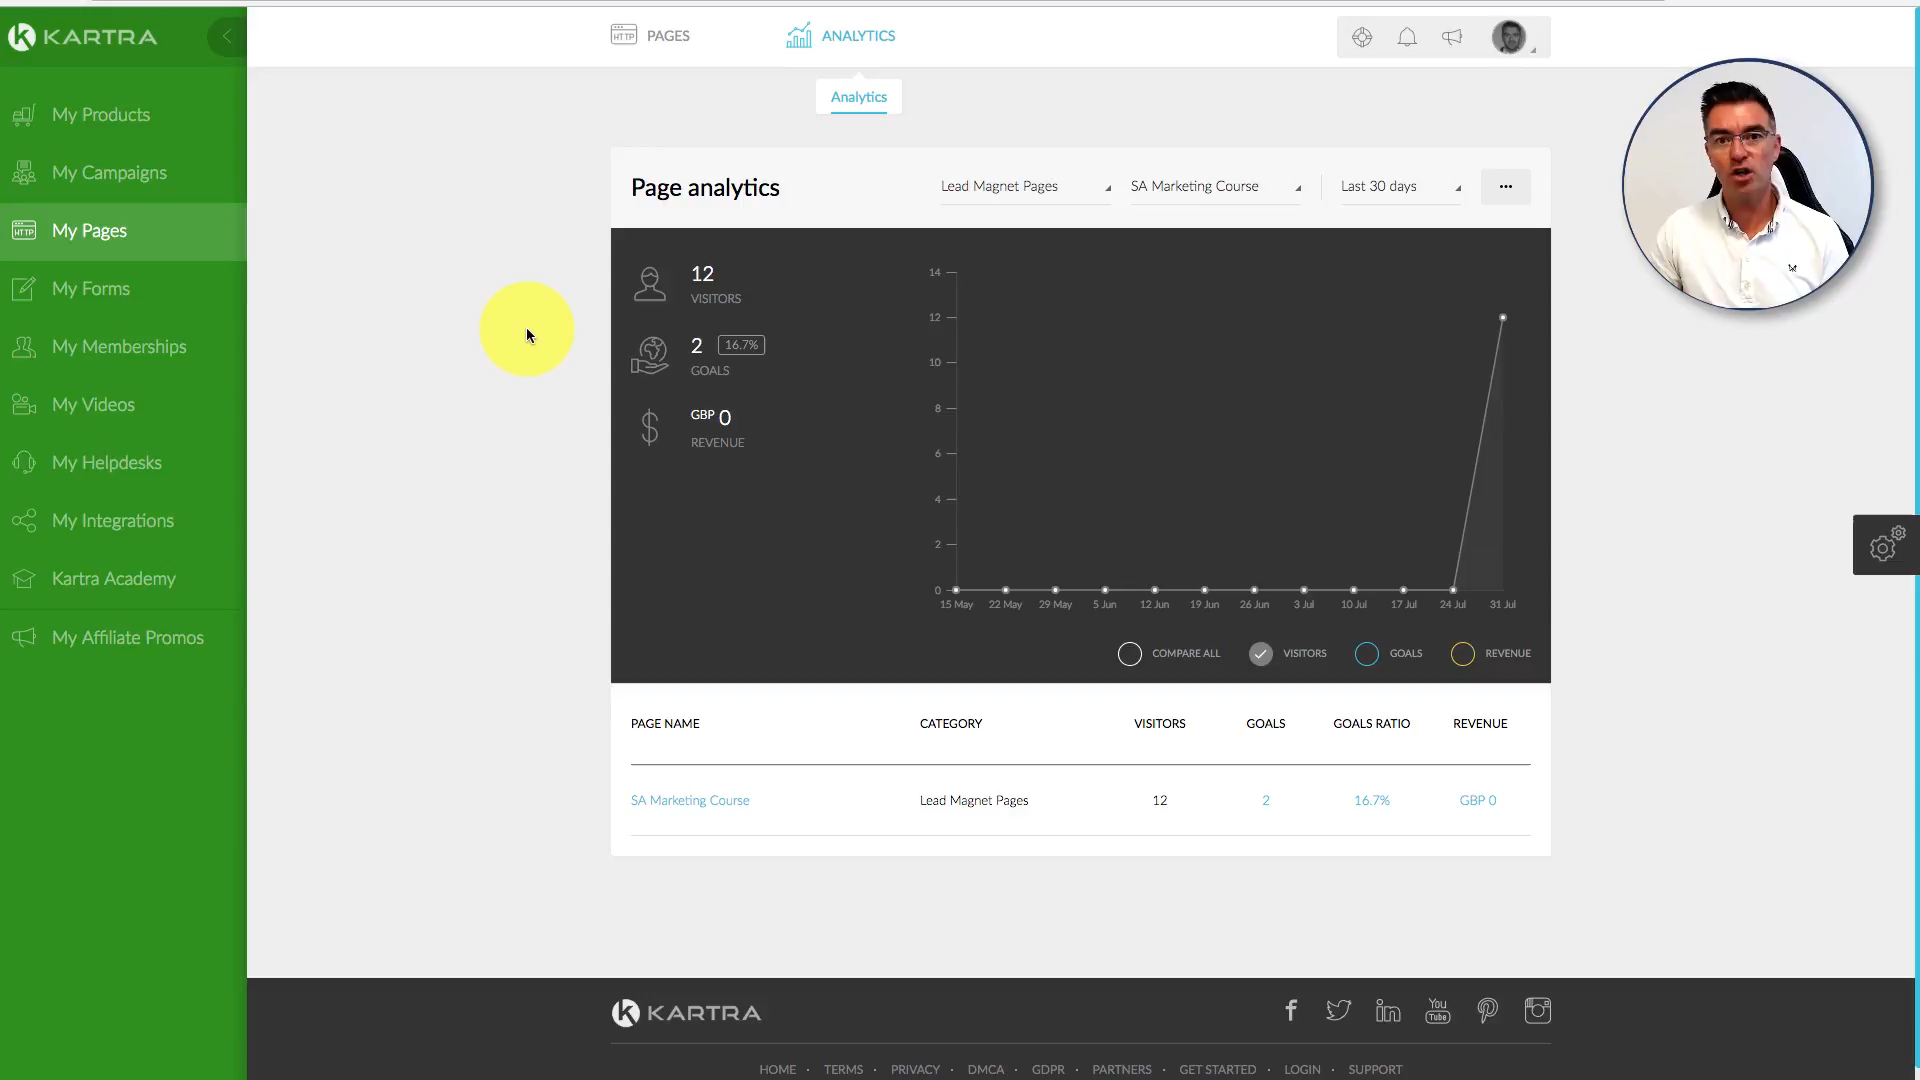 KARTRA
PAGES
ANALYTICS
Analytics
My Products
My Campaigns
My Pages
My Forms
My Memberships
My Videos
My Helpdesks
My Integrations
Kartra Academy
My Affiliate Promos
Page analytics
Lead Magnet Pages
SA Marketing Course
Last 30 days
12
VISITORS
2 16.7%
GOALS
GBP 0
REVENUE
14
12
10
8
6
4
2
0
15 May 22 May 29 May 5 Jun 12 Jun 19 Jun 26 Jun 3 Jul 10 Jul 17 Jul 24 Jul 31 Jul
COMPARE ALL VISITORS GOALS REVENUE
PAGE NAME CATEGORY VISITORS GOALS GOALS RATIO REVENUE
SA Marketing Course Lead Magnet Pages 12 2 16.7% GBP 0
KARTRA
HOME · TERMS · PRIVACY · DMCA · GDPR · PARTNERS · GET STARTED · LOGIN · SUPPORT
HTTP
HTTP
You
Tube